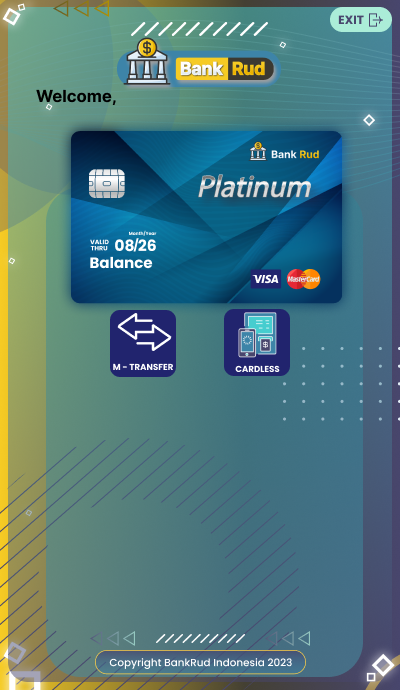 EXIT
$
Bank Rud
Welcome,
Bank Rud
Platinum
Month/Year
VALID THRU 08/26
Balance
VISA MasterCard
M - TRANSFER
$
CARDLESS
Copyright BankRud Indonesia 2023